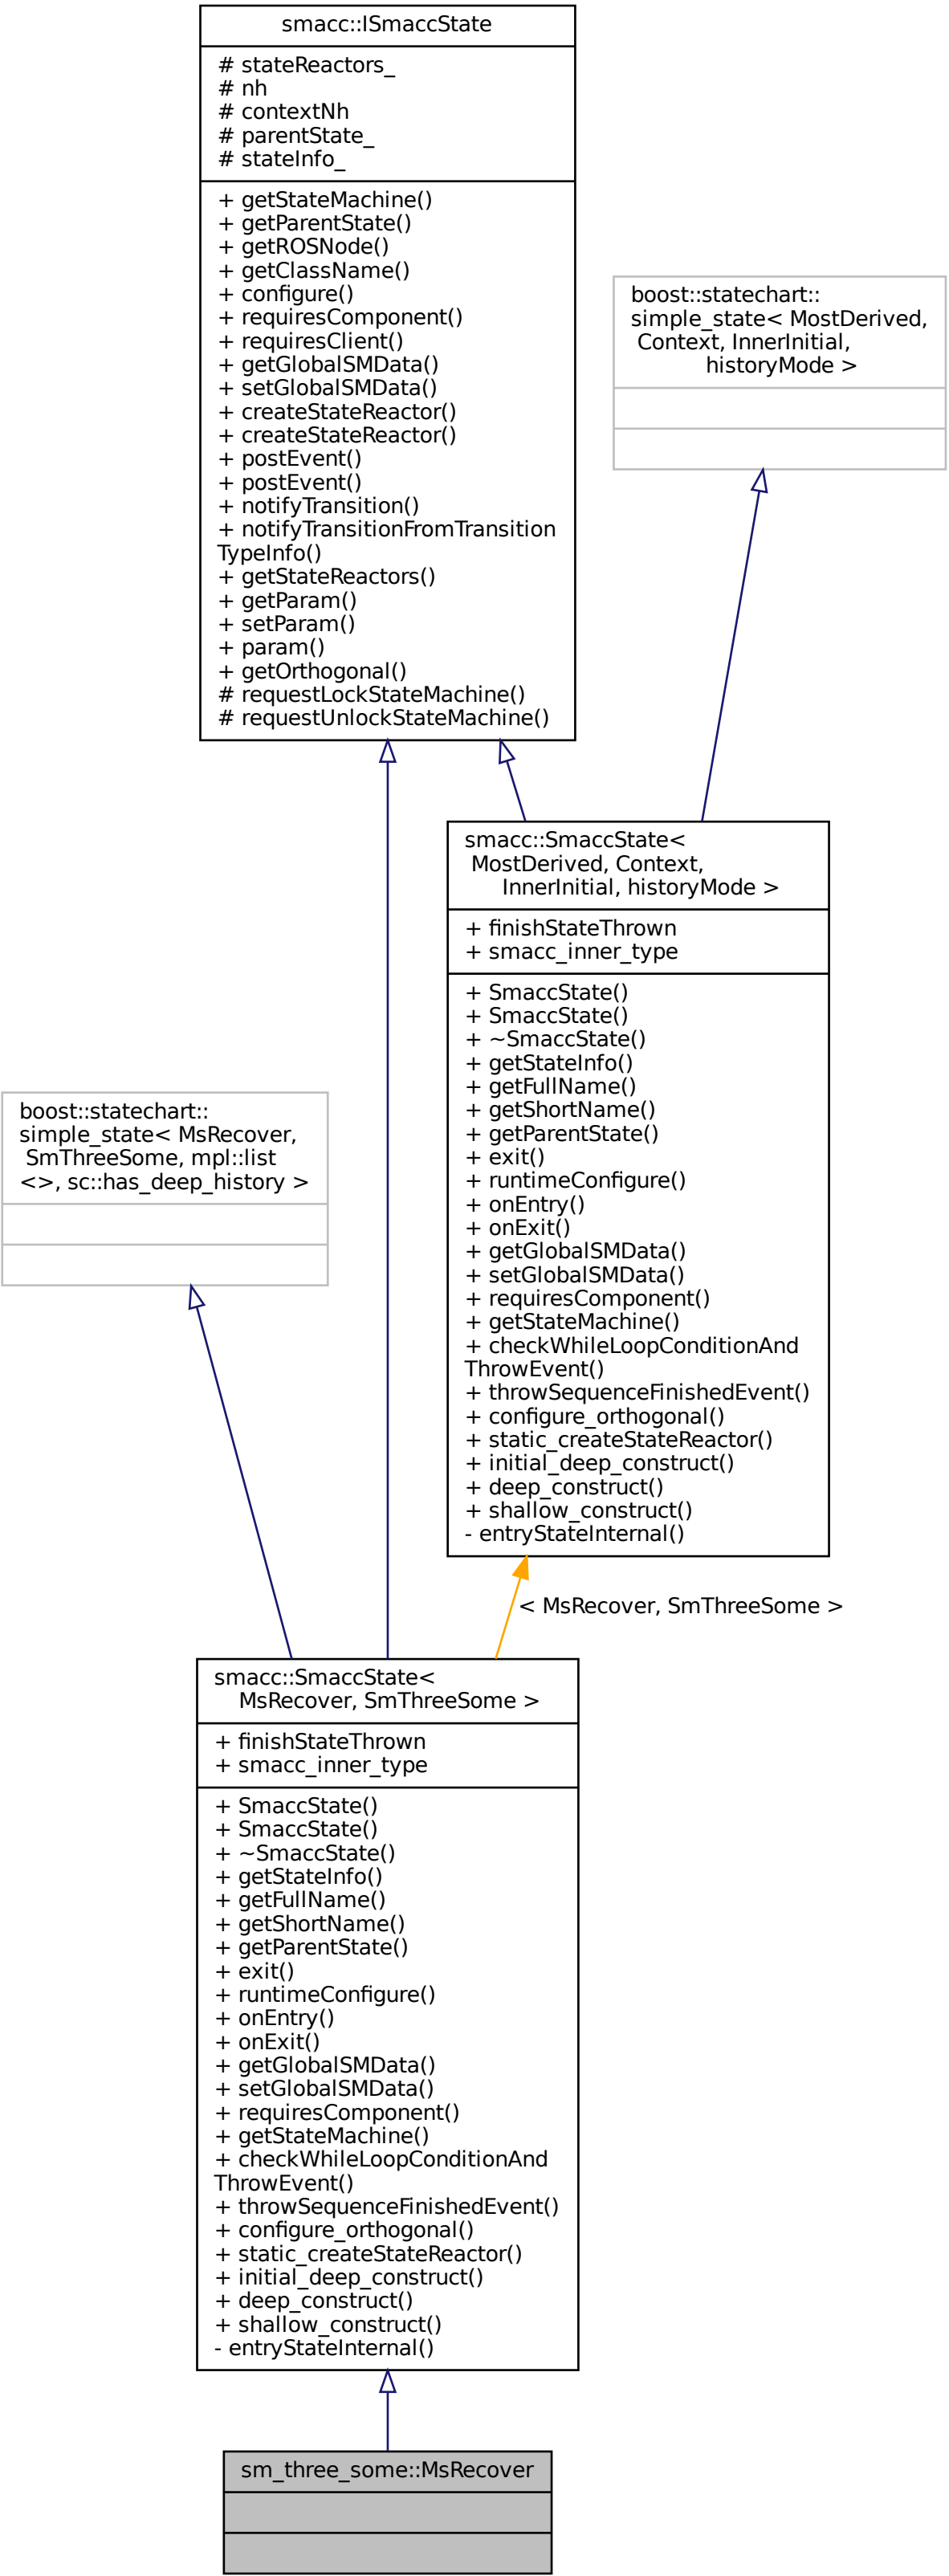 smacc::ISmaccState
# stateReactors_
# nh
# contextNh
# parentState_
# stateInfo_
+ getStateMachine()
+ getParentState()
+ getROSNode()
+ getClassName()
+ configure()
+ requiresComponent()
+ requiresClient()
+ getGlobalSMData()
+ setGlobalSMData()
+ createStateReactor()
+ createStateReactor()
+ postEvent()
+ postEvent()
+ notifyTransition()
+ notifyTransitionFromTransition
TypeInfo()
+ getStateReactors()
+ getParam()
+ setParam()
+ param()
+ getOrthogonal()
# requestLockStateMachine()
# requestUnlockStateMachine()
boost::statechart::
simple_state< MostDerived,
Context, InnerInitial,
historyMode >
smacc::SmaccState<
MostDerived, Context,
InnerInitial, historyMode >
+ finishStateThrown
+ smacc_inner_type
+ SmaccState()
+ SmaccState()
+ ~SmaccState()
+ getStateInfo()
+ getFullName()
+ getShortName()
+ getParentState()
+ exit()
+ runtimeConfigure()
+ onEntry()
+ onExit()
+ getGlobalSMData()
+ setGlobalSMData()
+ requiresComponent()
+ getStateMachine()
+ checkWhileLoopConditionAnd
ThrowEvent()
+ throwSequenceFinishedEvent()
+ configure_orthogonal()
+ static_createStateReactor()
+ initial_deep_construct()
+ deep_construct()
+ shallow_construct()
- entryStateInternal()
boost::statechart::
simple_state< MsRecover,
SmThreeSome, mpl::list
<>, sc::has_deep_history >
< MsRecover, SmThreeSome >
smacc::SmaccState<
MsRecover, SmThreeSome >
+ finishStateThrown
+ smacc_inner_type
+ SmaccState()
+ SmaccState()
+ ~SmaccState()
+ getStateInfo()
+ getFullName()
+ getShortName()
+ getParentState()
+ exit()
+ runtimeConfigure()
+ onEntry()
+ onExit()
+ getGlobalSMData()
+ setGlobalSMData()
+ requiresComponent()
+ getStateMachine()
+ checkWhileLoopConditionAnd
ThrowEvent()
+ throwSequenceFinishedEvent()
+ configure_orthogonal()
+ static_createStateReactor()
+ initial_deep_construct()
+ deep_construct()
+ shallow_construct()
- entryStateInternal()
sm_three_some::MsRecover